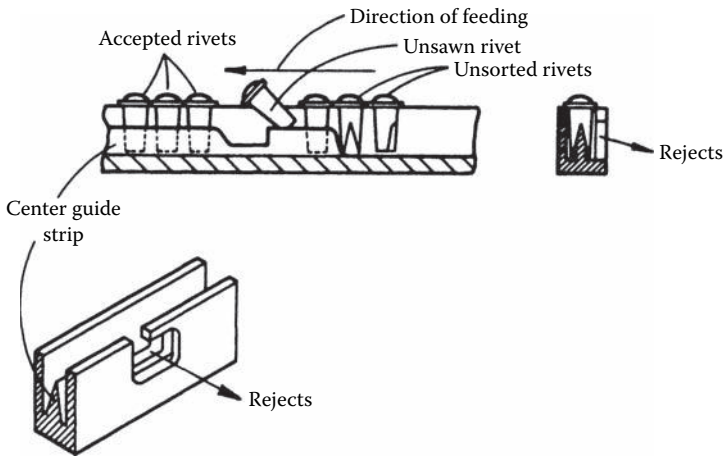 Direction of feeding
Accepted rivets
Unsawn rivet
Unsorted rivets
Rejects
Center guide
strip
Rejects